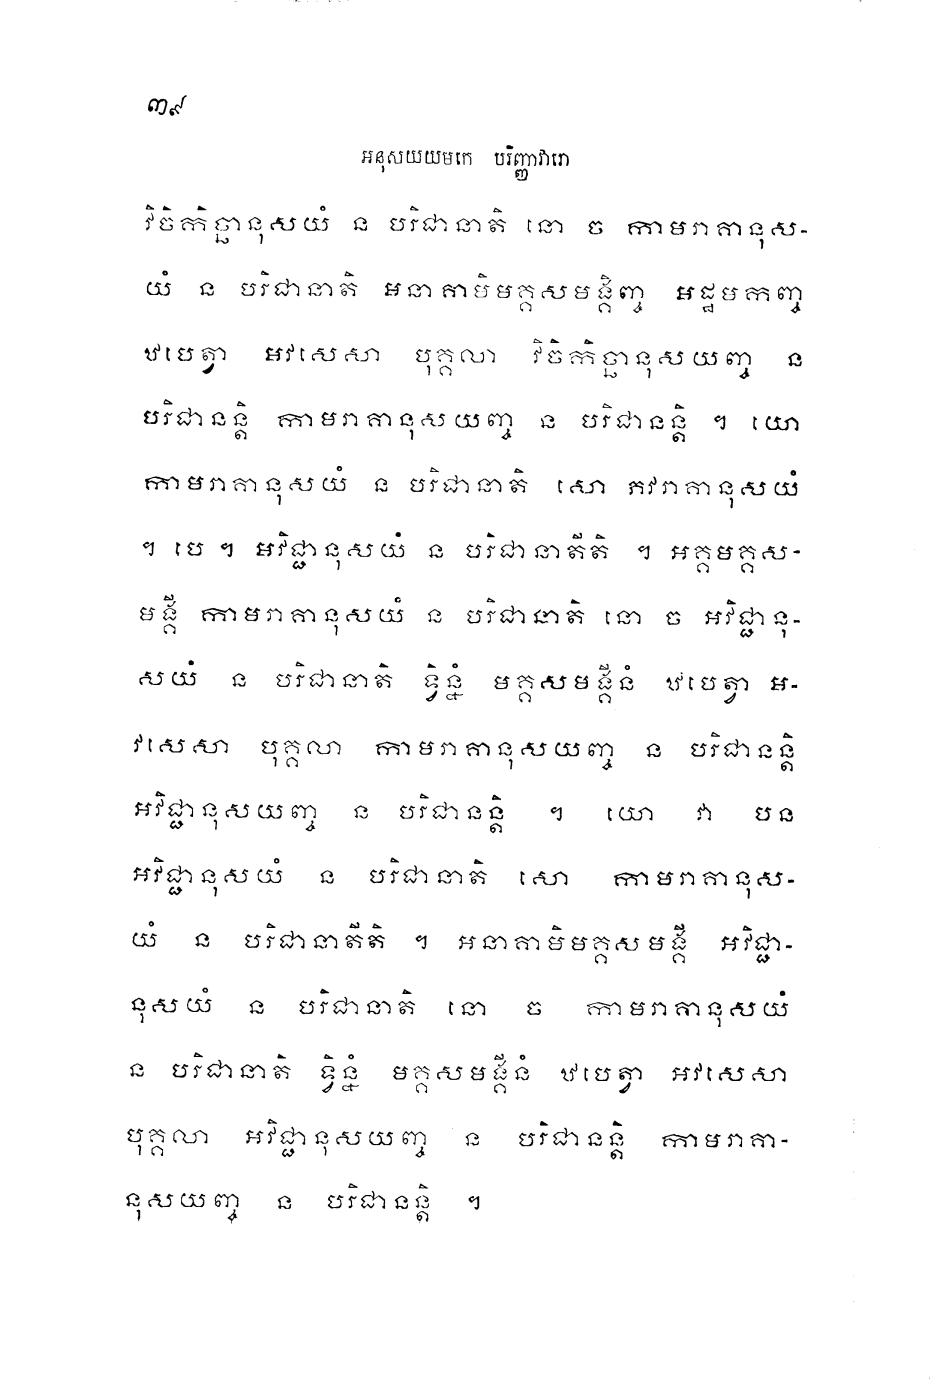 ៣៩
អនុសយយមកេ បរិញ្ញាវារោ
វិចិកិច្ឆានុសយំ ន បរិជានាតិ នោ ច កាមរាគានុស-
យំ ន បរិជានាតិ អនាគាមិមគ្គសមង្គិញ្ច អដ្ឋមកញ្ច
ឋបេត្វា អវសេសា បុគ្គលា វិចិកិច្ឆានុសយញ្ច ន
បរិជានន្តិ កាមរាគានុសយញ្ច ន បរិជានន្តិ ។ យោ
កាមរាគានុសយំ ន បរិជានាតិ សោ ភវរាគានុសយំ
។ បេ ។ អវិជ្ជានុសយំ ន បរិជានាតីតិ ។ អគ្គមគ្គស-
មង្គី កាមរាគានុសយំ ន បរិជានាតិ នោ ច អវិជ្ជានុ-
សយំ ន បរិជានាតិ ទ្វិន្នំ មគ្គសមង្គីនំ ឋបេត្វា អ-
វសេសា បុគ្គលា កាមរាគានុសយញ្ច ន បរិជានន្តិ
អវិជ្ជានុសយញ្ច ន បរិជានន្តិ ។ យោ វា បន
អវិជ្ជានុសយំ ន បរិជានាតិ សោ កាមរាគានុស-
យំ ន បរិជានាតីតិ ។ អនាគាមិមគ្គសមង្គី អវិជ្ជា-
នុសយំ ន បរិជានាតិ នោ ច កាមរាគានុសយំ
ន បរិជានាតិ ទ្វិន្នំ មគ្គសមង្គីនំ ឋបេត្វា អវសេសា
បុគ្គលា អវិជ្ជានុសយញ្ច ន បរិជានន្តិ កាមរាគា-
នុសយញ្ច ន បរិជានន្តិ ។